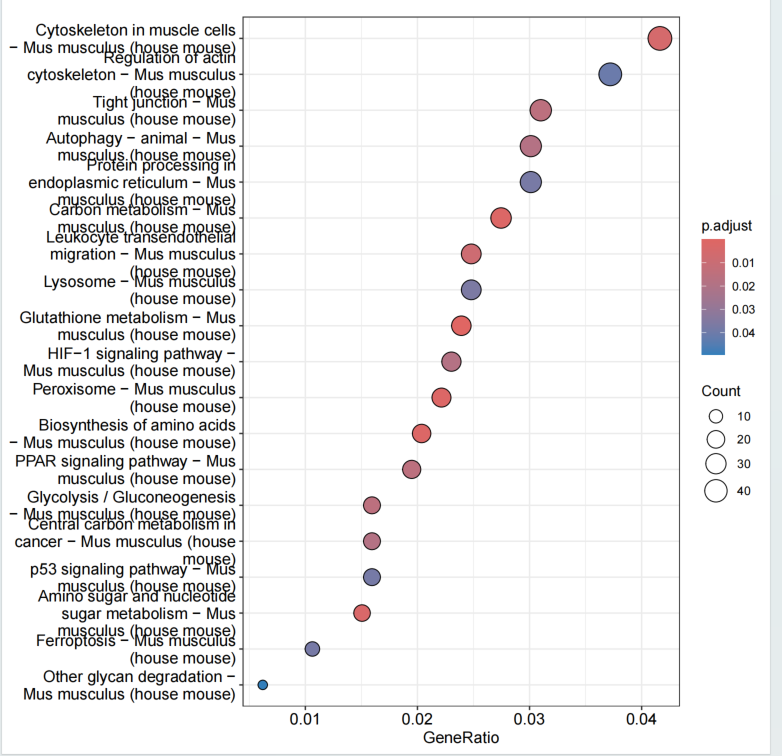 Cytoskeleton in muscle cells
− Mus musculus (house mouse)
Regulation of actin
cytoskeleton − Mus musculus
(house mouse)
Tight junction − Mus
musculus (house mouse)
Autophagy − animal − Mus
musculus (house mouse)
Protein processing in
endoplasmic reticulum − Mus
musculus (house mouse)
Carbon metabolism − Mus
musculus (house mouse)
Leukocyte transendothelial
migration − Mus musculus
(house mouse)
Lysosome − Mus musculus
(house mouse)
Glutathione metabolism − Mus
musculus (house mouse)
HIF−1 signaling pathway −
Mus musculus (house mouse)
Peroxisome − Mus musculus
(house mouse)
Biosynthesis of amino acids
− Mus musculus (house mouse)
PPAR signaling pathway − Mus
musculus (house mouse)
Glycolysis / Gluconeogenesis
− Mus musculus (house mouse)
Central carbon metabolism in
cancer − Mus musculus (house
mouse)
p53 signaling pathway − Mus
musculus (house mouse)
Amino sugar and nucleotide
sugar metabolism − Mus
musculus (house mouse)
Ferroptosis − Mus musculus
(house mouse)
Other glycan degradation −
Mus musculus (house mouse)
0.01 0.02 0.03 0.04
GeneRatio
p.adjust
0.01
0.02
0.03
0.04
Count
10
20
30
40